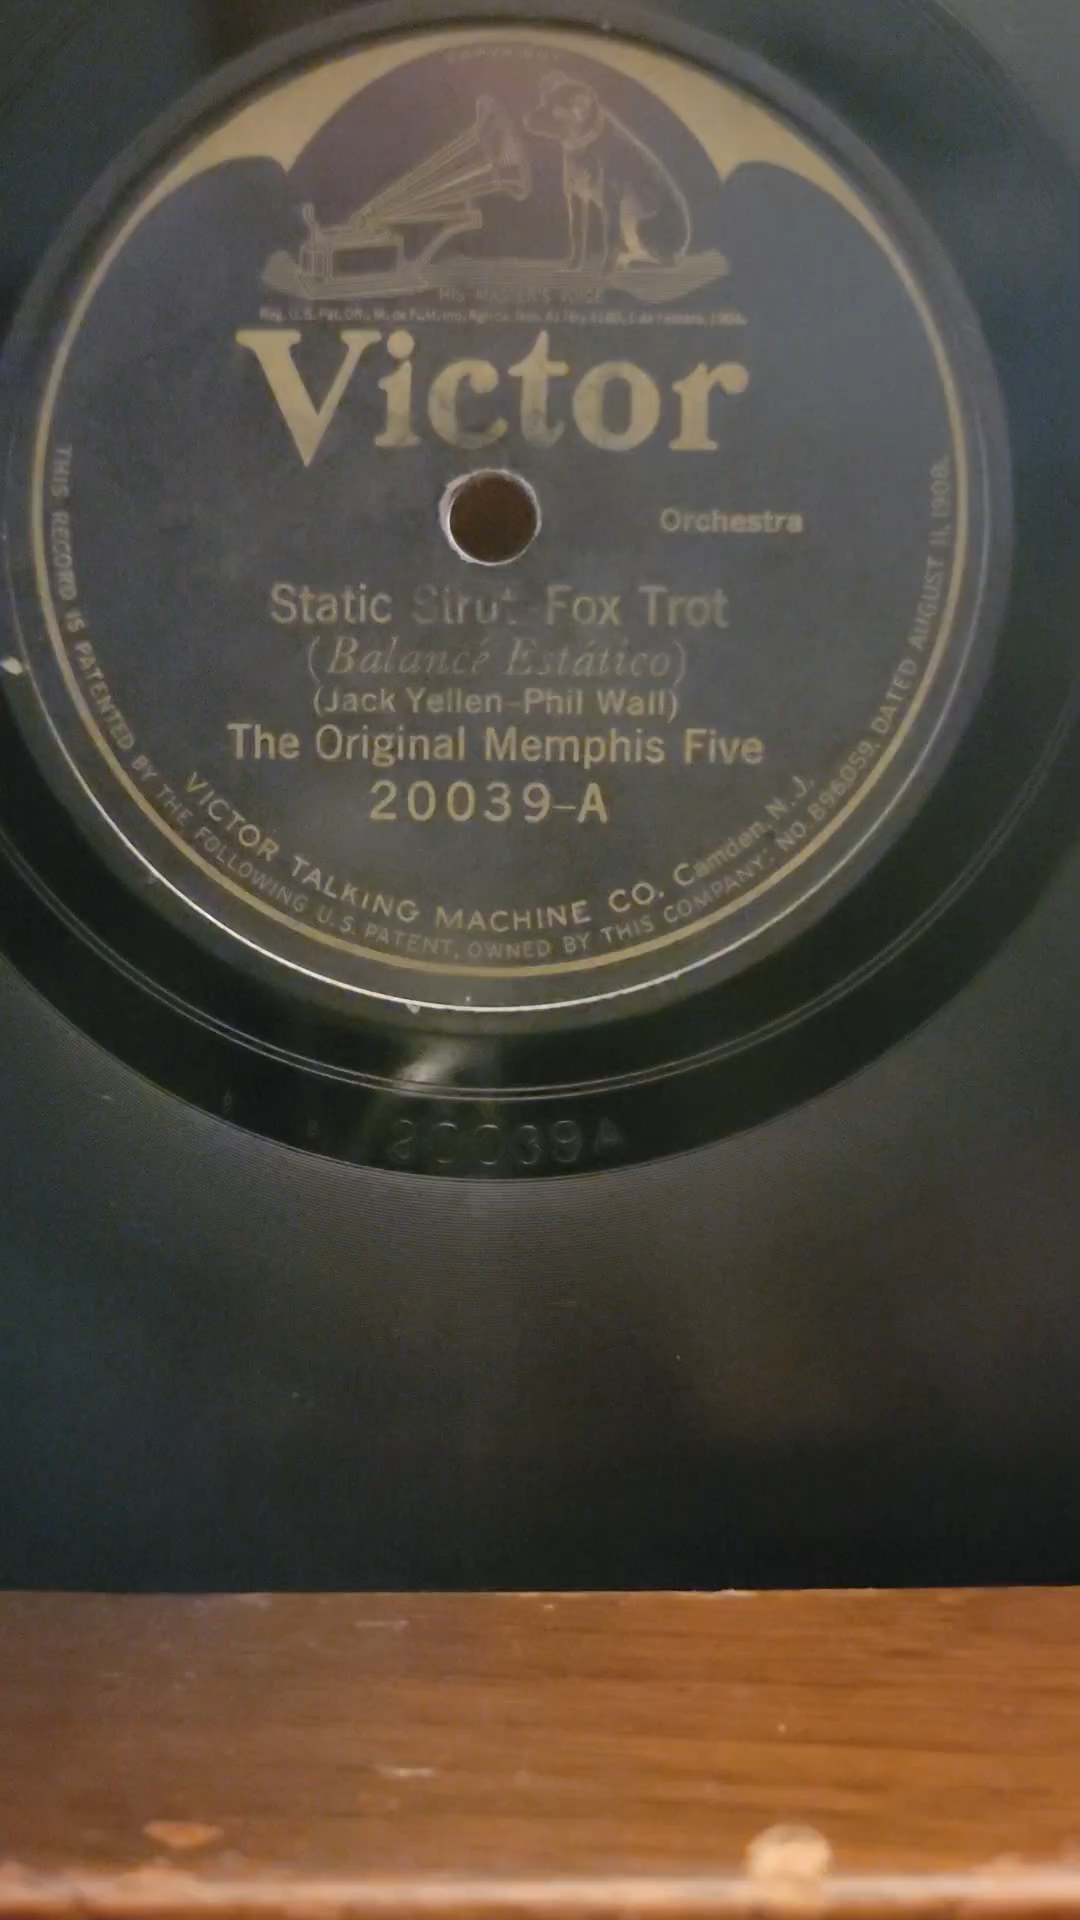 HIS MASTER'S VOICE
Victor
Orchestra
Static Strut-Fox Trot
(Balancé Estático)
(Jack Yellen-Phil Wall)
The Original Memphis Five
20039-A
VICTOR TALKING MACHINE CO. Camden, N.J.
THIS RECORD IS PATENTED BY THE FOLLOWING U.S. PATENT, OWNED BY THIS COMPANY: NO. 896059, DATED AUGUST 11, 1908.
20039A